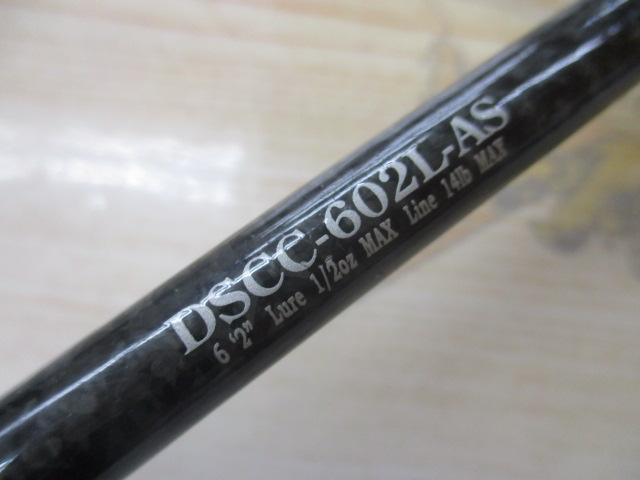 DSCC-602L-AS
6'2" Lure 1/2oz MAX Line 14lb MAX